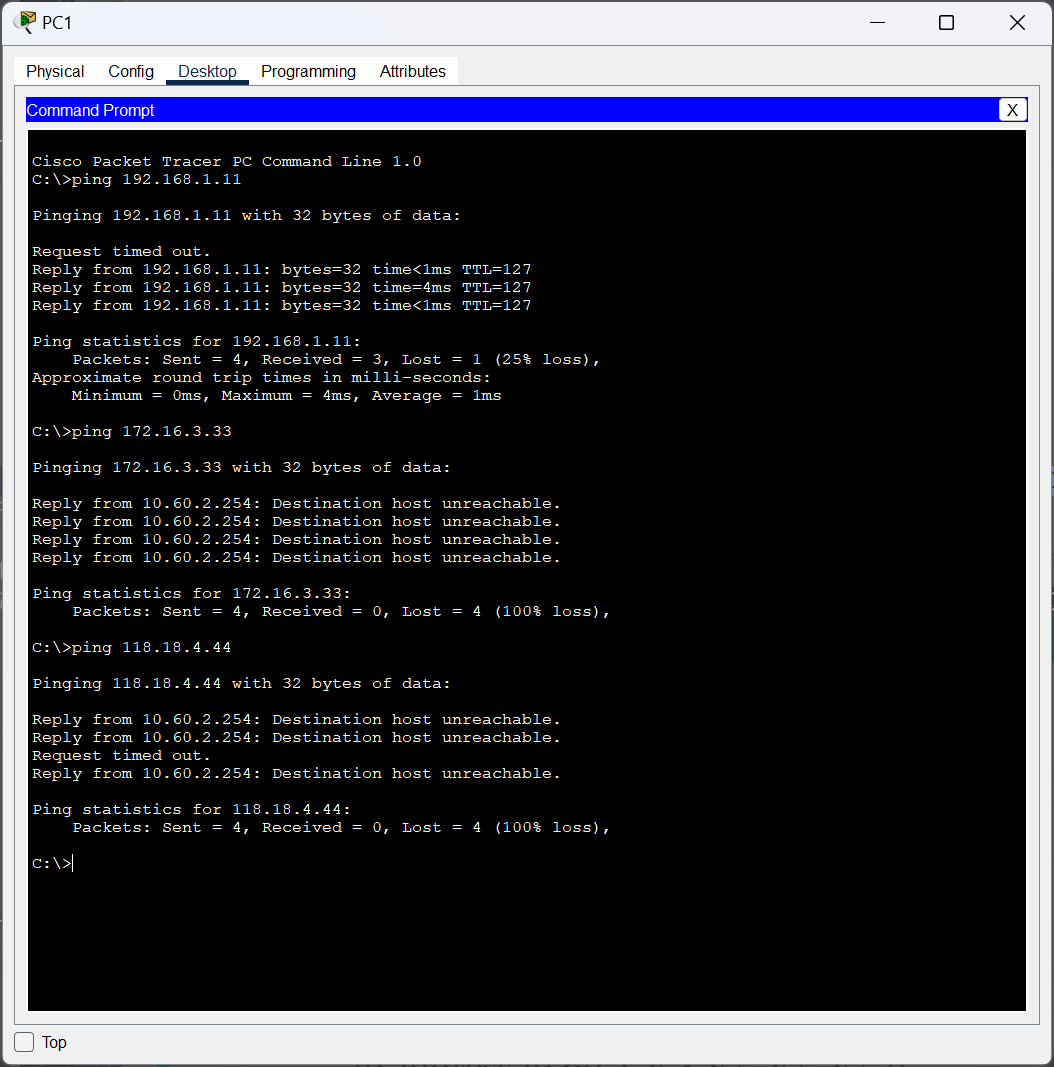 PC1
Physical Config Desktop Programming Attributes
Command Prompt
X
Cisco Packet Tracer PC Command Line 1.0
C:\>ping 192.168.1.11
Pinging 192.168.1.11 with 32 bytes of data:
Request timed out.
Reply from 192.168.1.11: bytes=32 time<1ms TTL=127
Reply from 192.168.1.11: bytes=32 time=4ms TTL=127
Reply from 192.168.1.11: bytes=32 time<1ms TTL=127
Ping statistics for 192.168.1.11:
    Packets: Sent = 4, Received = 3, Lost = 1 (25% loss),
Approximate round trip times in milli-seconds:
    Minimum = 0ms, Maximum = 4ms, Average = 1ms
C:\>ping 172.16.3.33
Pinging 172.16.3.33 with 32 bytes of data:
Reply from 10.60.2.254: Destination host unreachable.
Reply from 10.60.2.254: Destination host unreachable.
Reply from 10.60.2.254: Destination host unreachable.
Reply from 10.60.2.254: Destination host unreachable.
Ping statistics for 172.16.3.33:
    Packets: Sent = 4, Received = 0, Lost = 4 (100% loss),
C:\>ping 118.18.4.44
Pinging 118.18.4.44 with 32 bytes of data:
Reply from 10.60.2.254: Destination host unreachable.
Reply from 10.60.2.254: Destination host unreachable.
Request timed out.
Reply from 10.60.2.254: Destination host unreachable.
Ping statistics for 118.18.4.44:
    Packets: Sent = 4, Received = 0, Lost = 4 (100% loss),
C:\>
Top